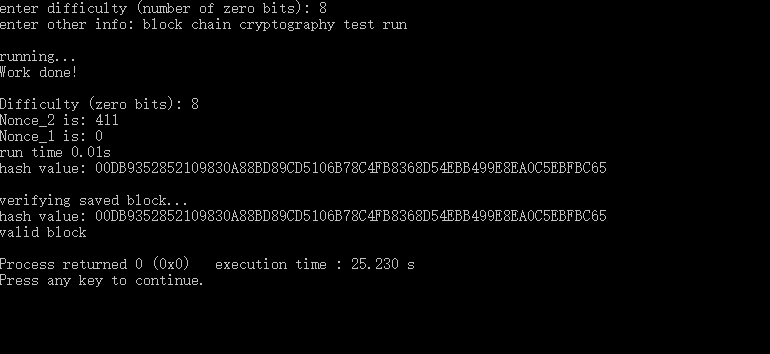 enter difficulty (number of zero bits): 8
enter other info: block chain cryptography test run
running...
Work done!
Difficulty (zero bits): 8
Nonce_2 is: 411
Nonce_1 is: 0
run time 0.01s
hash value: 00DB9352852109830A88BD89CD5106B78C4FB8368D54EBB499E8EA0C5EBFBC65
verifying saved block...
hash value: 00DB9352852109830A88BD89CD5106B78C4FB8368D54EBB499E8EA0C5EBFBC65
valid block
Process returned 0 (0x0)   execution time : 25.230 s
Press any key to continue.